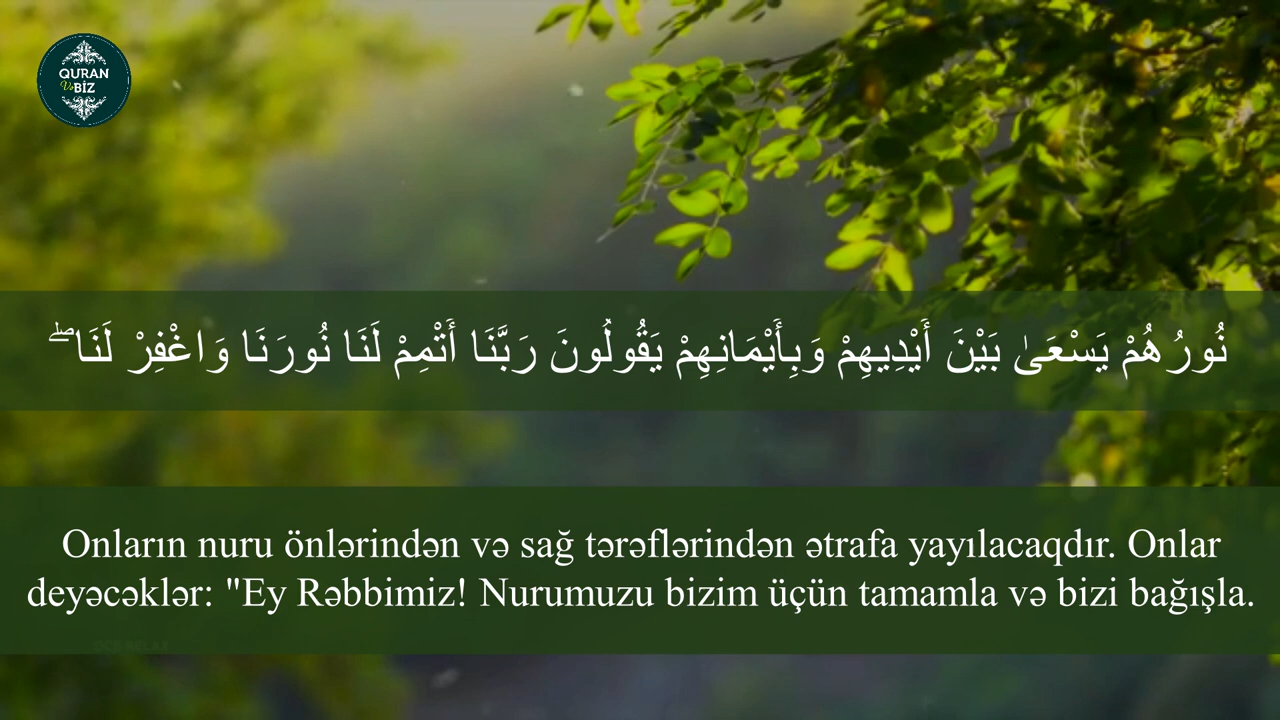 QURAN
Və BİZ
نُورُهُمْ يَسْعَىٰ بَيْنَ أَيْدِيهِمْ وَبِأَيْمَانِهِمْ يَقُولُونَ رَبَّنَا أَتْمِمْ لَنَا نُورَنَا وَاغْفِرْ لَنَا ۖ
Onların nuru önlərindən və sağ tərəflərindən ətrafa yayılacaqdır. Onlar
deyəcəklər: "Ey Rəbbimiz! Nurumuzu bizim üçün tamamla və bizi bağışla.